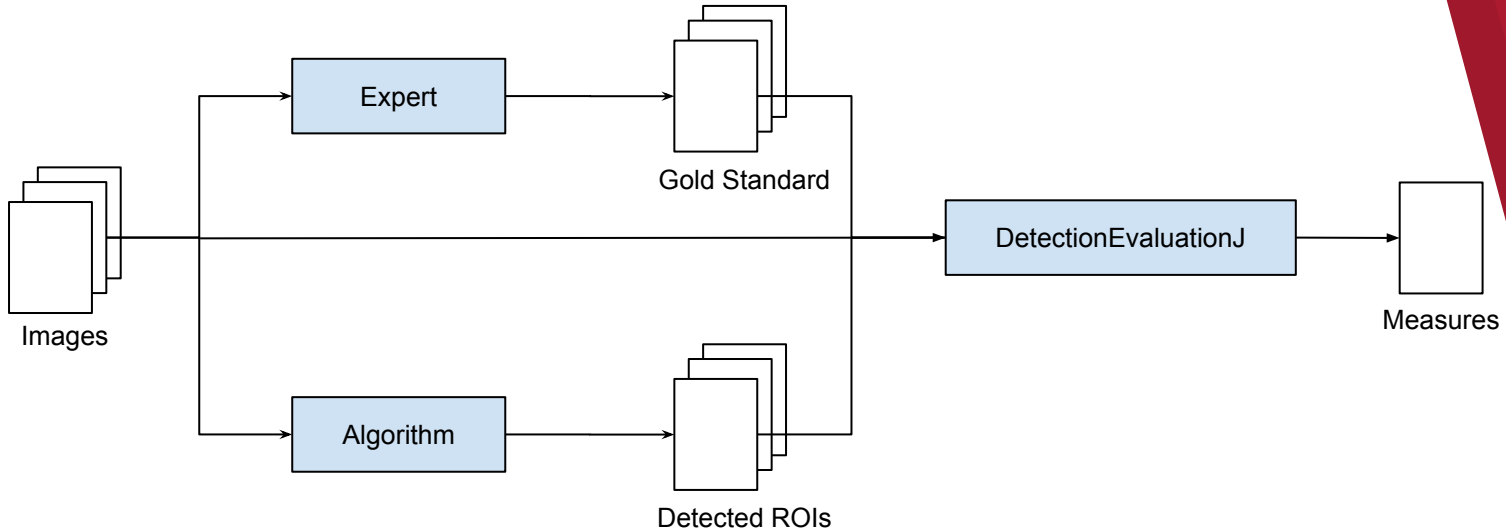 Expert
Gold Standard
Images
DetectionEvaluationJ
Measures
Algorithm
Detected ROIs